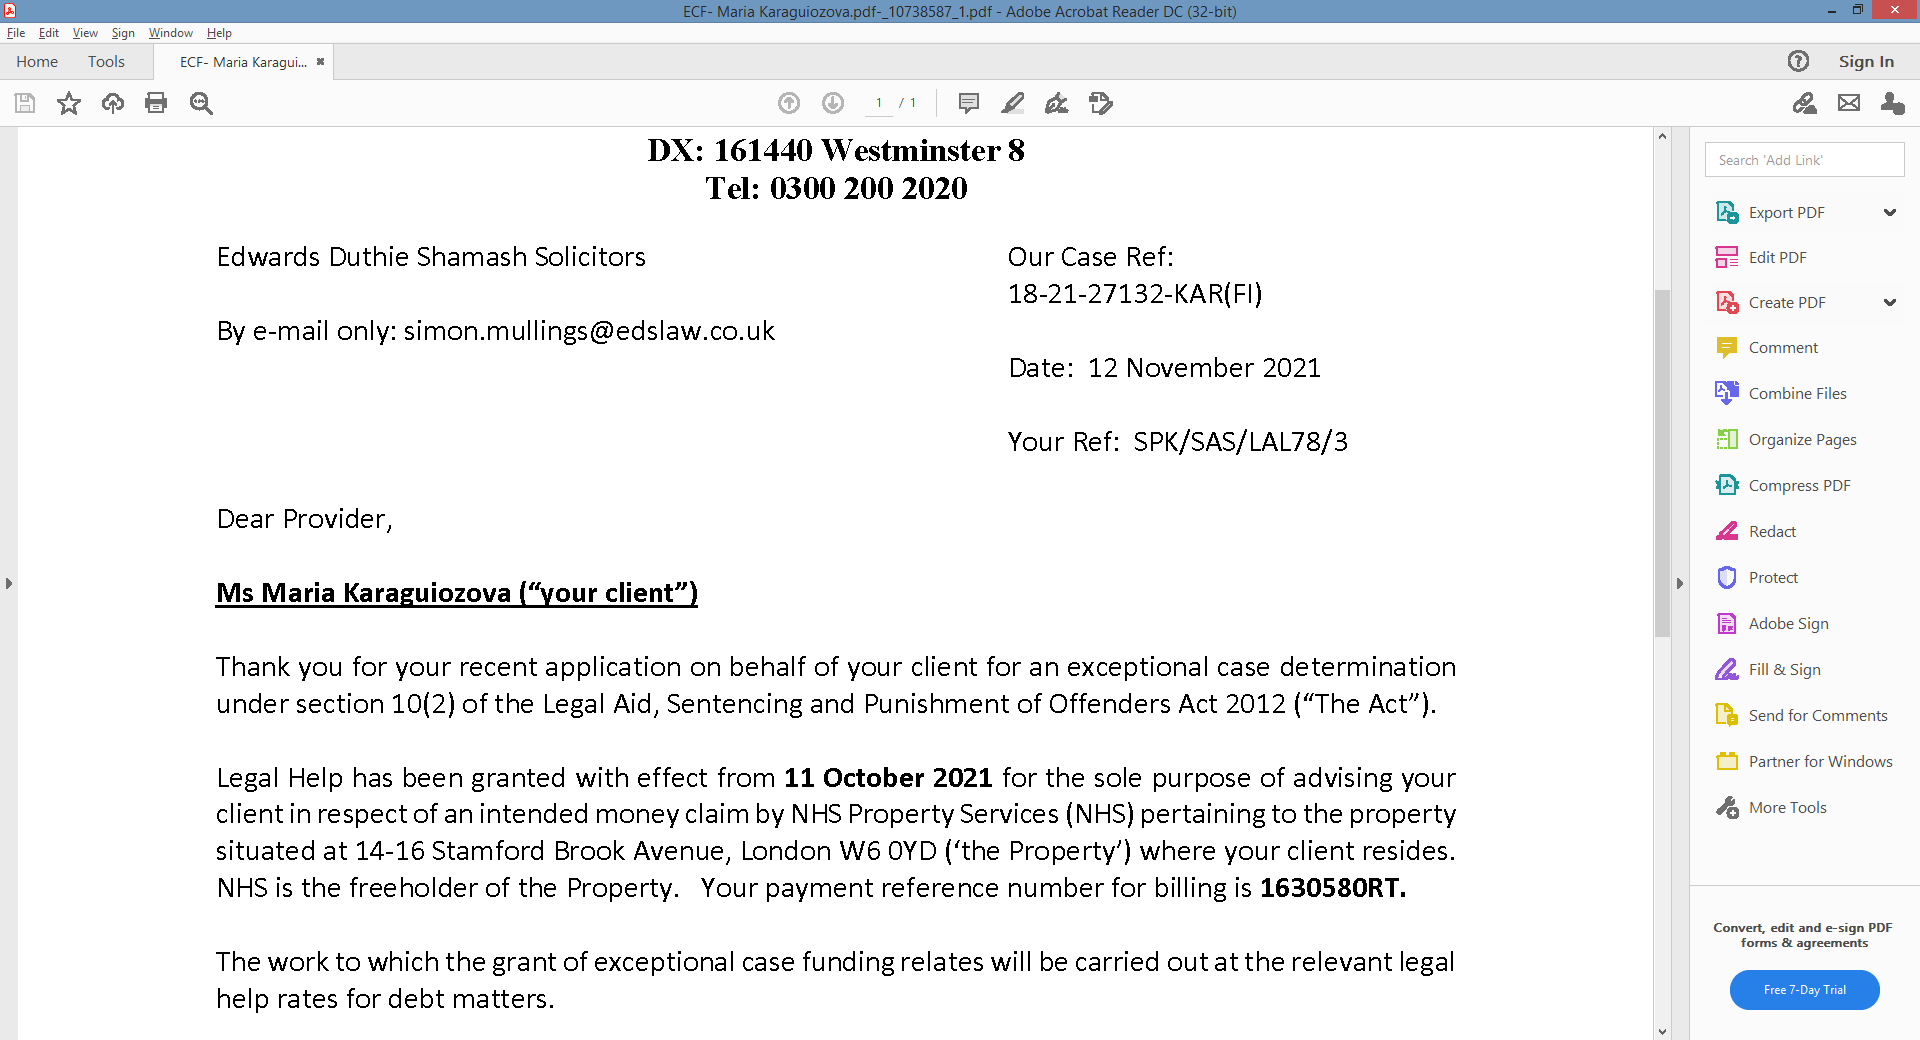 ECF- Maria Karaguiozova.pdf-_10738587_1.pdf - Adobe Acrobat Reader DC (32-bit)
File Edit View Sign Window Help
Home Tools ECF- Maria Karagui... Sign In
1 / 1
DX: 161440 Westminster 8
Tel: 0300 200 2020
Edwards Duthie Shamash Solicitors
By e-mail only: simon.mullings@edslaw.co.uk
Our Case Ref:
18-21-27132-KAR(FI)
Date: 12 November 2021
Your Ref: SPK/SAS/LAL78/3
Dear Provider,
Ms Maria Karaguiozova (“your client”)
Thank you for your recent application on behalf of your client for an exceptional case determination
under section 10(2) of the Legal Aid, Sentencing and Punishment of Offenders Act 2012 (“The Act”).
Legal Help has been granted with effect from 11 October 2021 for the sole purpose of advising your
client in respect of an intended money claim by NHS Property Services (NHS) pertaining to the property
situated at 14-16 Stamford Brook Avenue, London W6 0YD (‘the Property’) where your client resides.
NHS is the freeholder of the Property. Your payment reference number for billing is 1630580RT.
The work to which the grant of exceptional case funding relates will be carried out at the relevant legal
help rates for debt matters.
Search 'Add Link'
Export PDF
Edit PDF
Create PDF
Comment
Combine Files
Organize Pages
Compress PDF
Redact
Protect
Adobe Sign
Fill & Sign
Send for Comments
Partner for Windows
More Tools
Convert, edit and e-sign PDF
forms & agreements
Free 7-Day Trial